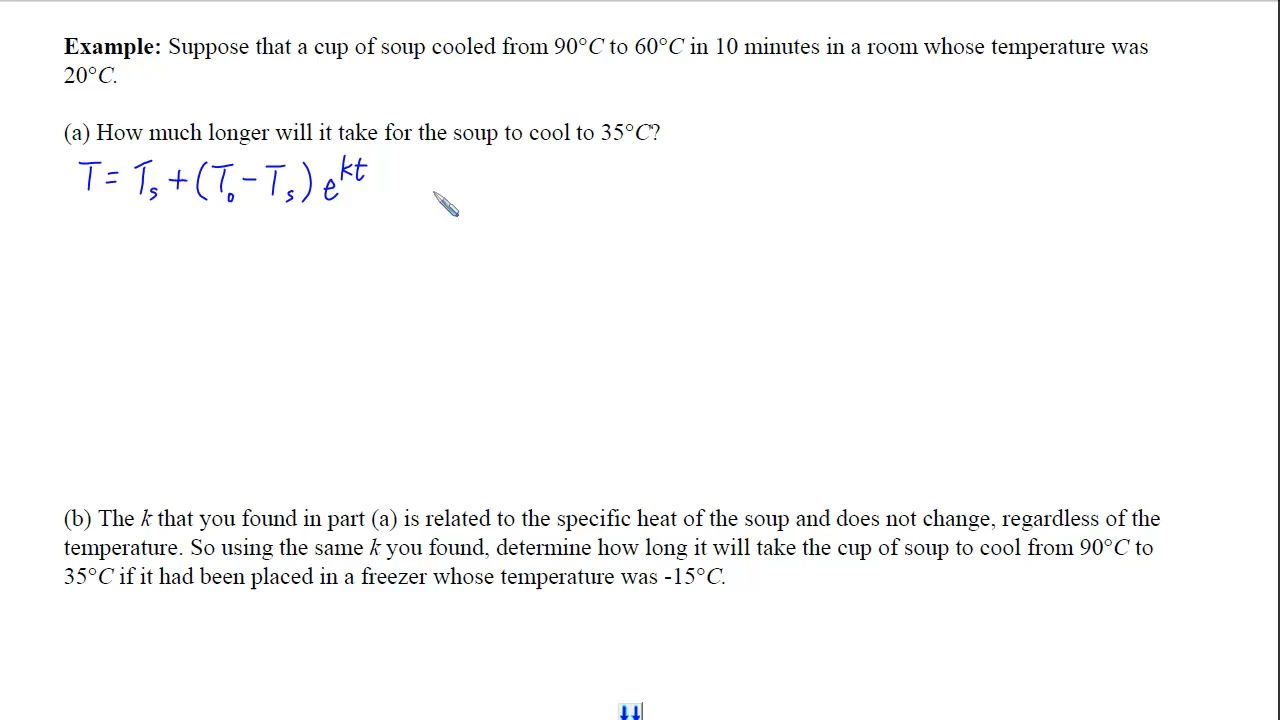 Example: Suppose that a cup of soup cooled from 90°C to 60°C in 10 minutes in a room whose temperature was
20°C.
(a) How much longer will it take for the soup to cool to 35°C?
T = Tₛ + (T₀ − Tₛ) e^{kt}
(b) The k that you found in part (a) is related to the specific heat of the soup and does not change, regardless of the
temperature. So using the same k you found, determine how long it will take the cup of soup to cool from 90°C to
35°C if it had been placed in a freezer whose temperature was -15°C.